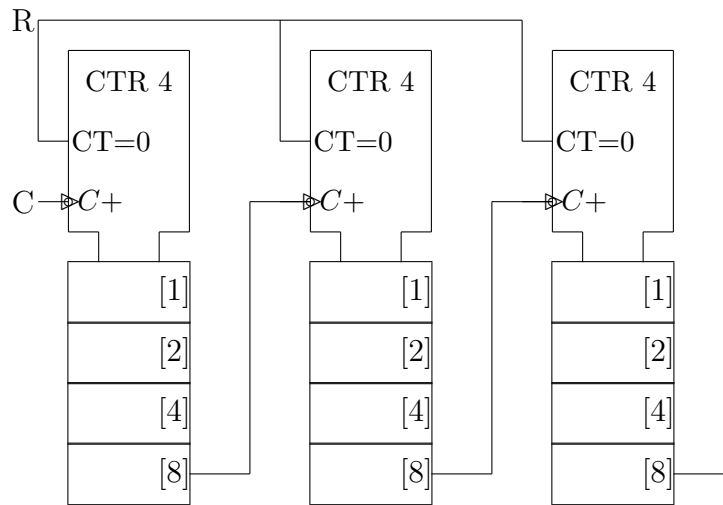 R
CTR 4 CTR 4 CTR 4
CT=0 CT=0 CT=0
C C+ C+ C+
[1] [1] [1]
[2] [2] [2]
[4] [4] [4]
[8] [8] [8]